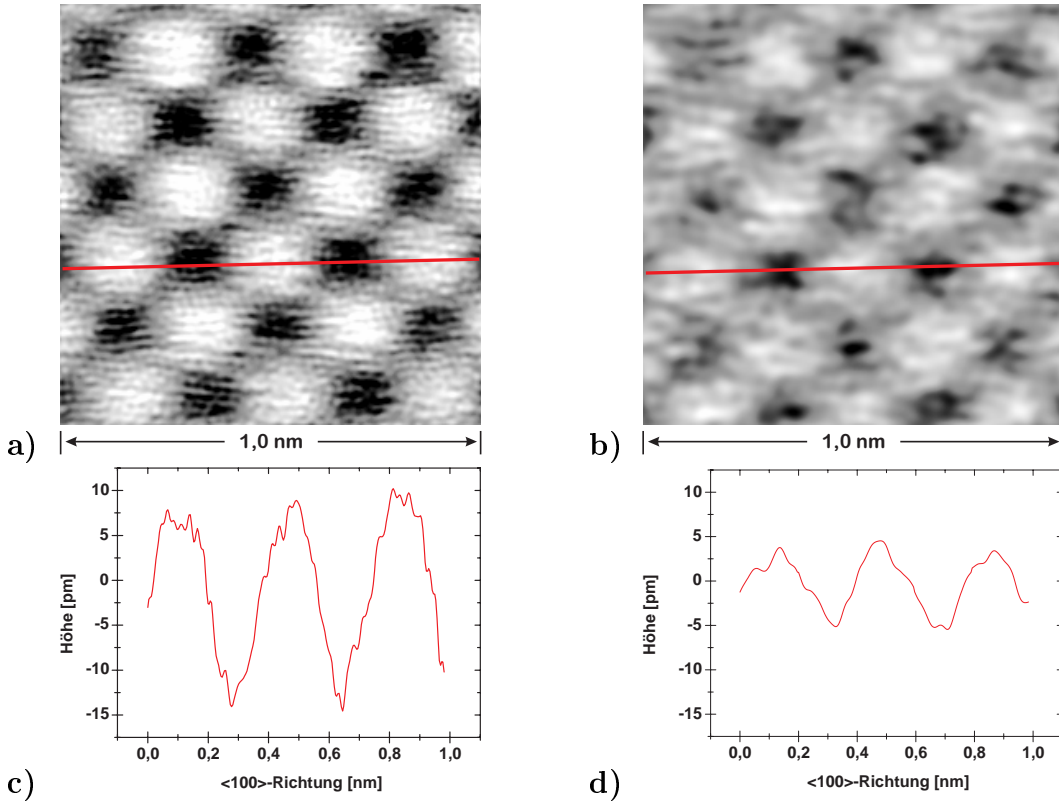 a)
1,0 nm
b)
1,0 nm
10
5
0
-5
-10
-15
Höhe [pm]
0,0 0,2 0,4 0,6 0,8 1,0
<100>-Richtung [nm]
c)
10
5
0
-5
-10
-15
Höhe [pm]
0,0 0,2 0,4 0,6 0,8 1,0
<100>-Richtung [nm]
d)